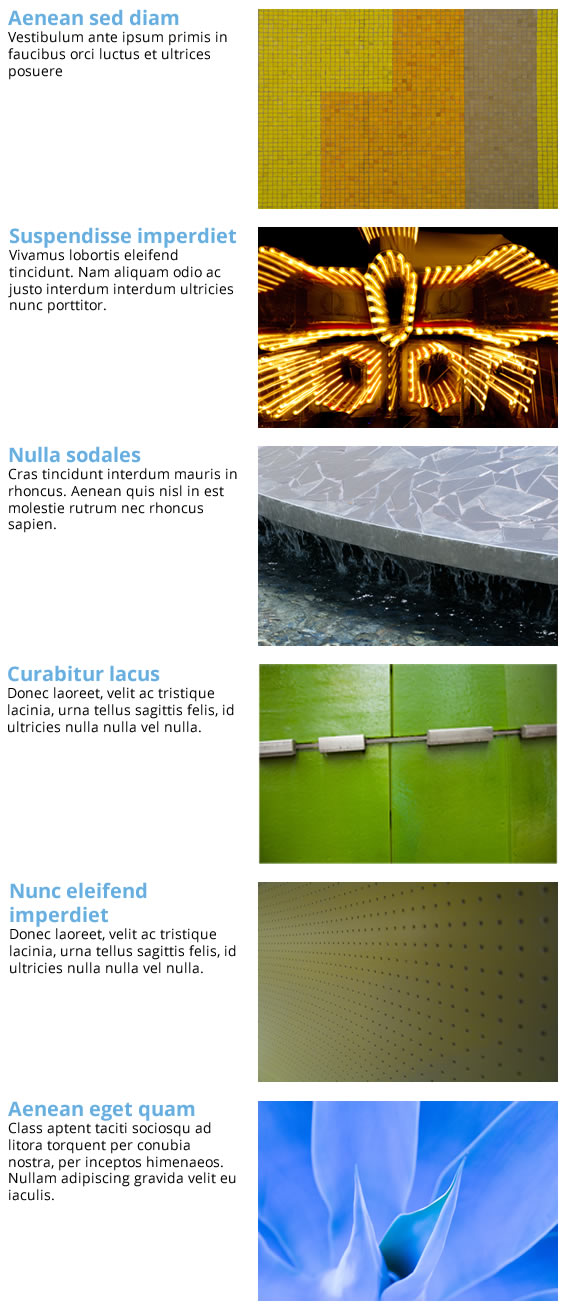 Aenean sed diam
Vestibulum ante ipsum primis in
faucibus orci luctus et ultrices
posuere
Suspendisse imperdiet
Vivamus lobortis eleifend
tincidunt. Nam aliquam odio ac
justo interdum interdum ultricies
nunc porttitor.
Nulla sodales
Cras tincidunt interdum mauris in
rhoncus. Aenean quis nisl in est
molestie rutrum nec rhoncus
sapien.
Curabitur lacus
Donec laoreet, velit ac tristique
lacinia, urna tellus sagittis felis, id
ultricies nulla nulla vel nulla.
Nunc eleifend
imperdiet
Donec laoreet, velit ac tristique
lacinia, urna tellus sagittis felis, id
ultricies nulla nulla vel nulla.
Aenean eget quam
Class aptent taciti sociosqu ad
litora torquent per conubia
nostra, per inceptos himenaeos.
Nullam adipiscing gravida velit eu
iaculis.